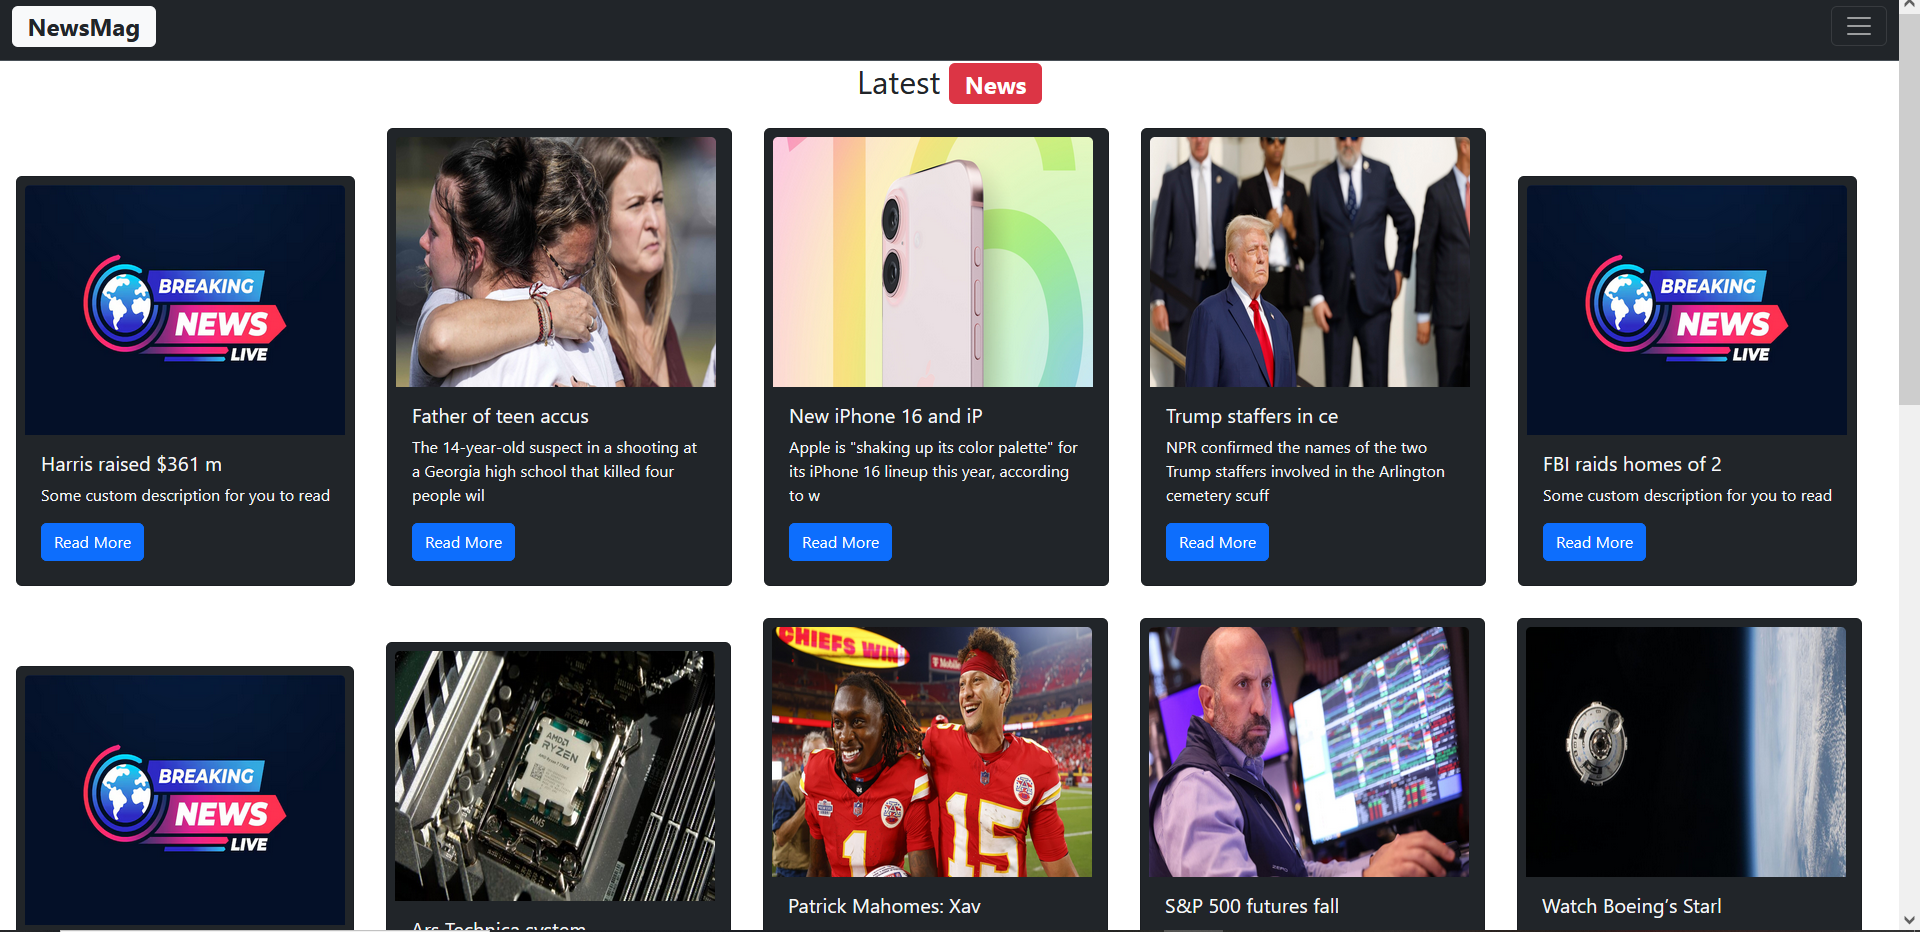 NewsMag
Latest News
BREAKING
NEWS
LIVE
Harris raised $361 m
Some custom description for you to read
Read More
Father of teen accus
The 14-year-old suspect in a shooting at
a Georgia high school that killed four
people wil
Read More
New iPhone 16 and iP
Apple is "shaking up its color palette" for
its iPhone 16 lineup this year, according
to w
Read More
Trump staffers in ce
NPR confirmed the names of the two
Trump staffers involved in the Arlington
cemetery scuff
Read More
BREAKING
NEWS
LIVE
FBI raids homes of 2
Some custom description for you to read
Read More
BREAKING
NEWS
LIVE
AMD
RYZEN
AM5
Ars Technica system
CHIEFS WIN
T Mobile
1
15
Patrick Mahomes: Xav
S&P 500 futures fall
Watch Boeing’s Starl